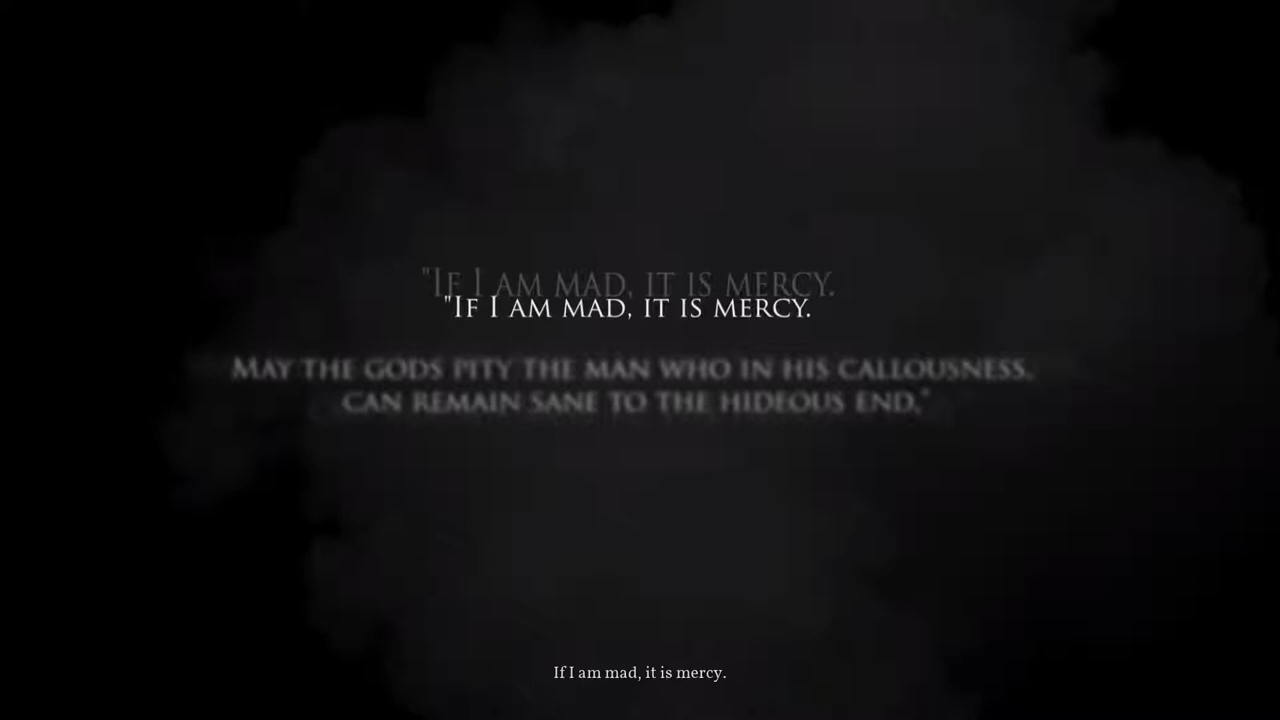 "If I am mad, it is mercy.
"If I am mad, it is mercy.
May the gods pity the man who in his callousness,
can remain sane to the hideous end."
If I am mad, it is mercy.